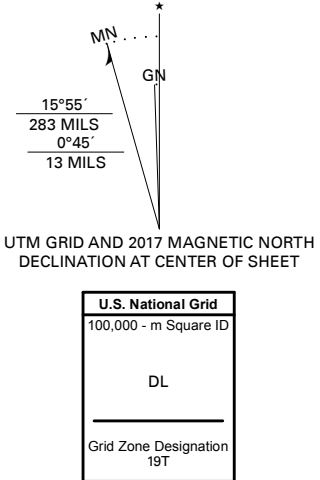 ★
MN
GN
15°55´
283 MILS
0°45´
13 MILS
UTM GRID AND 2017 MAGNETIC NORTH
DECLINATION AT CENTER OF SHEET
U.S. National Grid
100,000 - m Square ID
DL
Grid Zone Designation
19T